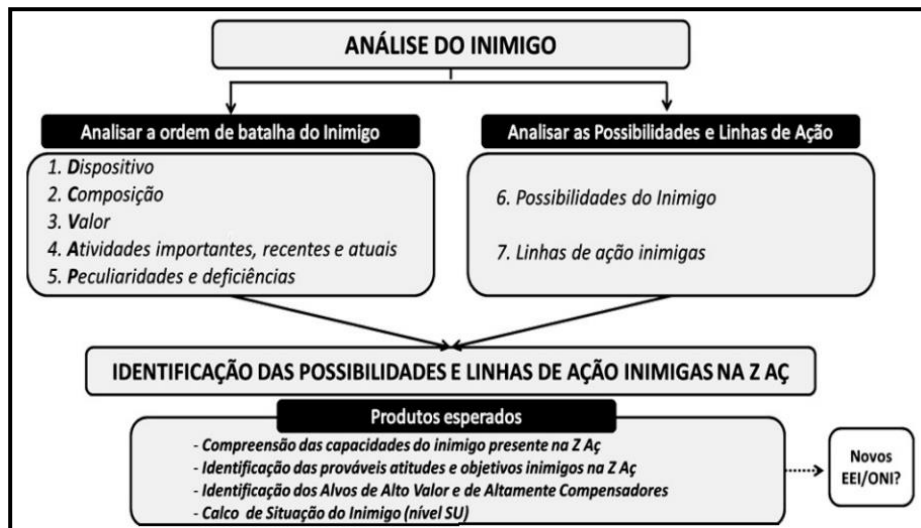 ANÁLISE DO INIMIGO
Analisar a ordem de batalha do Inimigo
1. Dispositivo
2. Composição
3. Valor
4. Atividades importantes, recentes e atuais
5. Peculiaridades e deficiências
Analisar as Possibilidades e Linhas de Ação
6. Possibilidades do Inimigo
7. Linhas de ação inimigas
IDENTIFICAÇÃO DAS POSSIBILIDADES E LINHAS DE AÇÃO INIMIGAS NA Z AÇ
Produtos esperados
- Compreensão das capacidades do inimigo presente na Z Aç
- Identificação das prováveis atitudes e objetivos inimigos na Z Aç
- Identificação dos Alvos de Alto Valor e de Altamente Compensadores
- Calco de Situação do Inimigo (nível SU)
Novos
EEI/ONI?